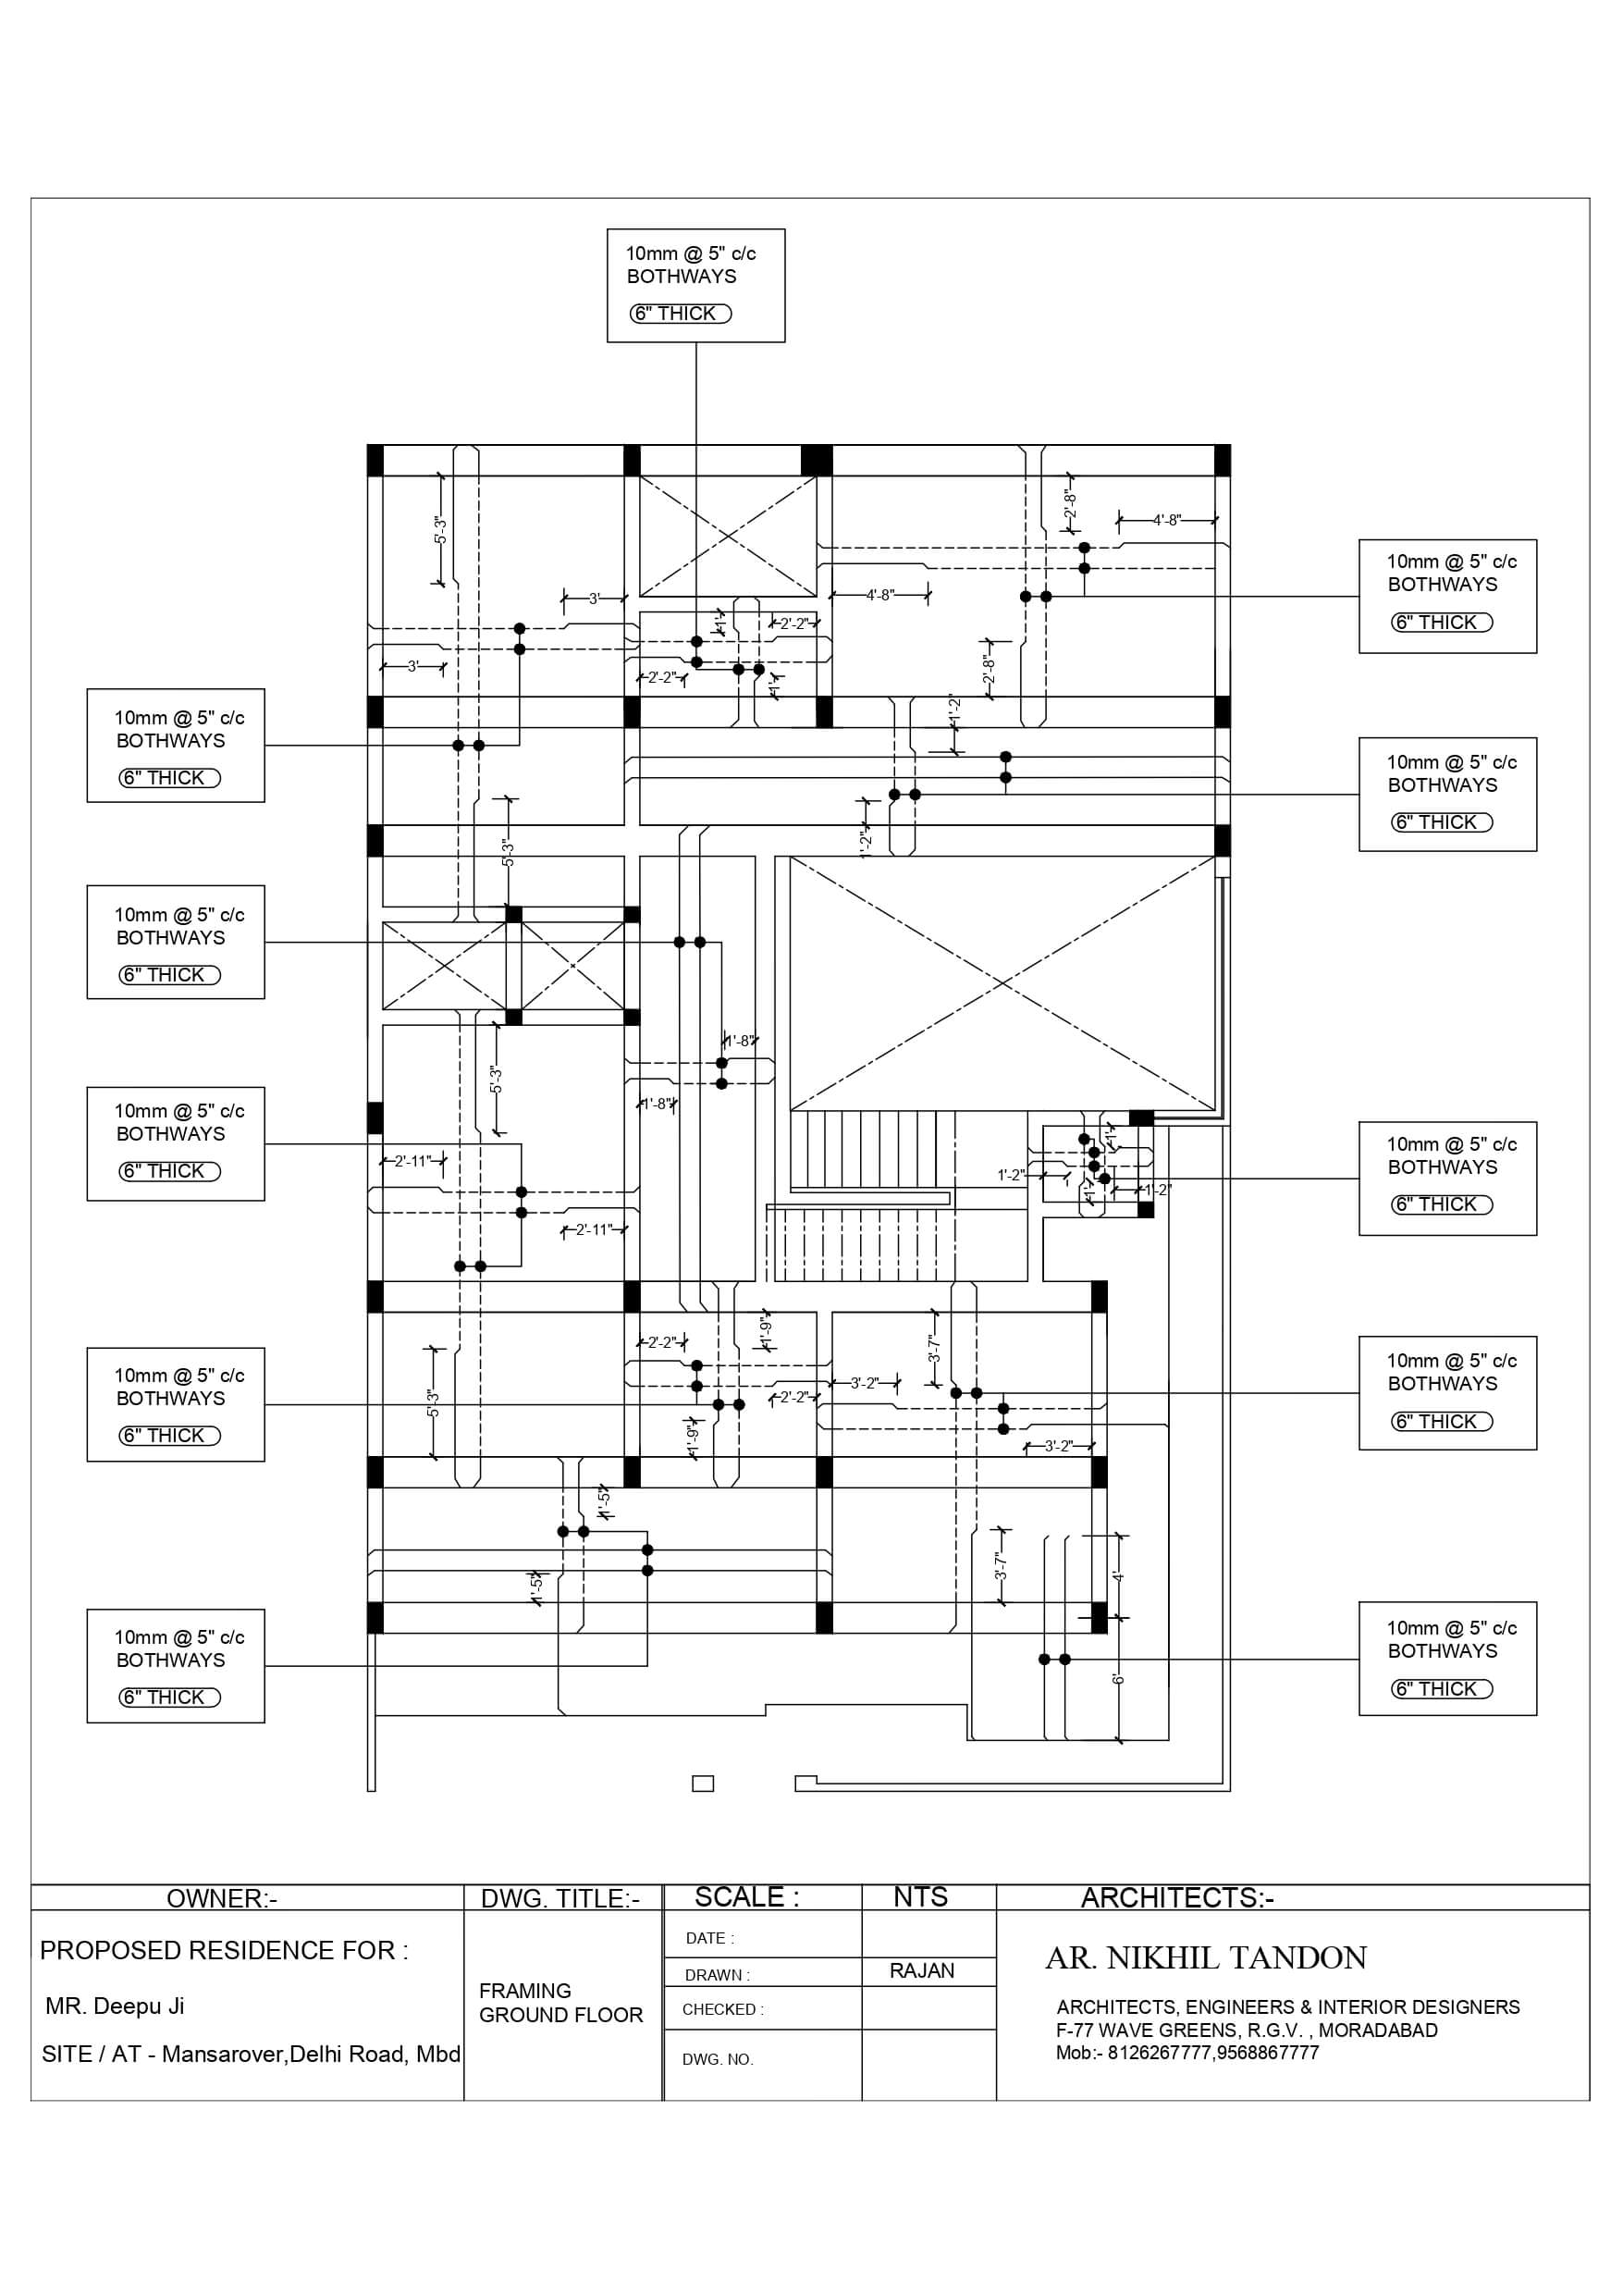 10mm @ 5" c/c
BOTHWAYS
6" THICK
5'-3"
2'-8"
4'-8"
10mm @ 5" c/c
BOTHWAYS
6" THICK
3'
4'-8"
1'
2'-2"
3'
2'-2"
1'
2'-8"
10mm @ 5" c/c
BOTHWAYS
6" THICK
1'-2"
10mm @ 5" c/c
BOTHWAYS
6" THICK
5'-3"
1'-2"
10mm @ 5" c/c
BOTHWAYS
6" THICK
1'-8"
5'-3"
1'-8"
10mm @ 5" c/c
BOTHWAYS
6" THICK
2'-11"
2'-11"
1'
1'-2"
1'
1'-2"
10mm @ 5" c/c
BOTHWAYS
6" THICK
2'-2"
1'-9"
3'-7"
10mm @ 5" c/c
BOTHWAYS
6" THICK
10mm @ 5" c/c
BOTHWAYS
6" THICK
5'-3"
2'-2"
3'-2"
1'-9"
3'-2"
1'-5"
1'-5"
3'-7"
4'
6'
10mm @ 5" c/c
BOTHWAYS
6" THICK
10mm @ 5" c/c
BOTHWAYS
6" THICK
OWNER:-
PROPOSED RESIDENCE FOR :
MR. Deepu Ji
SITE / AT - Mansarover,Delhi Road, Mbd
DWG. TITLE:-
FRAMING
GROUND FLOOR
SCALE : NTS
DATE :
DRAWN : RAJAN
CHECKED :
DWG. NO.
ARCHITECTS:-
AR. NIKHIL TANDON
ARCHITECTS, ENGINEERS & INTERIOR DESIGNERS
F-77 WAVE GREENS, R.G.V. , MORADABAD
Mob:- 8126267777,9568867777